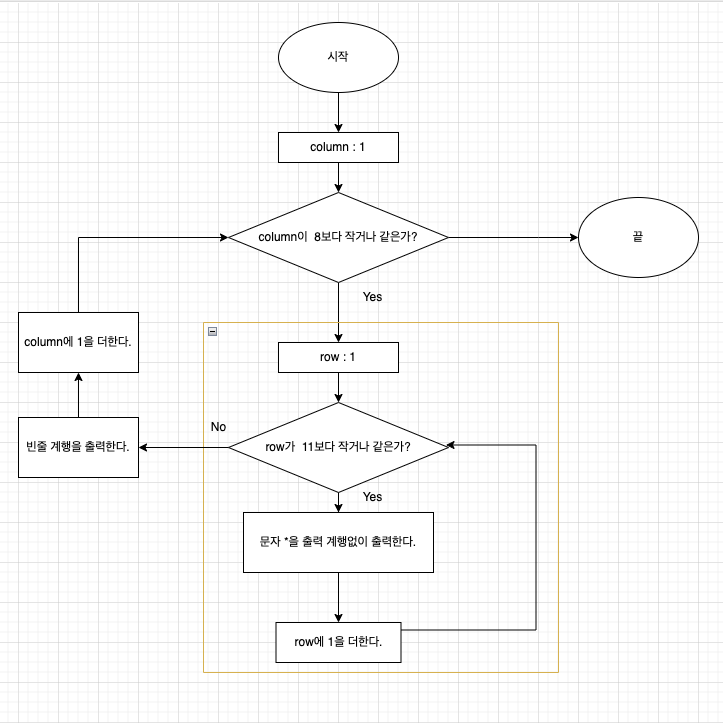 시작
column : 1
column이 8보다 작거나 같은가?
끝
Yes
column에 1을 더한다.
row : 1
No
빈줄 계행을 출력한다.
row가 11보다 작거나 같은가?
Yes
문자 *을 출력 계행없이 출력한다.
row에 1을 더한다.